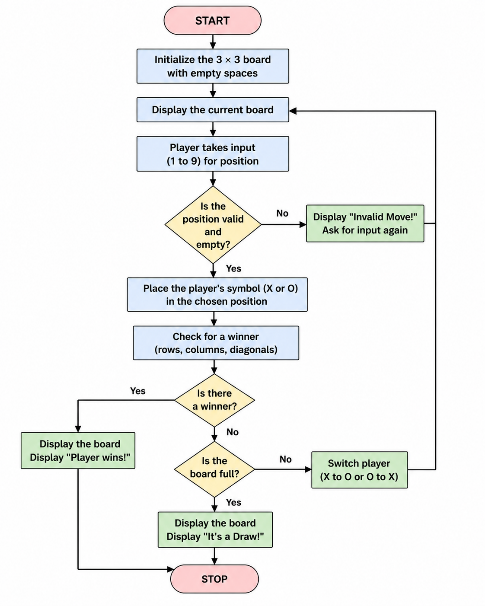 START
Initialize the 3 × 3 board
with empty spaces
Display the current board
Player takes input
(1 to 9) for position
Is the
position valid
and
empty?
No
Display "Invalid Move!"
Ask for input again
Yes
Place the player's symbol (X or O)
in the chosen position
Check for a winner
(rows, columns, diagonals)
Is there
a winner?
Yes
Display the board
Display "Player wins!"
No
Is the
board full?
No
Switch player
(X to O or O to X)
Yes
Display the board
Display "It's a Draw!"
STOP